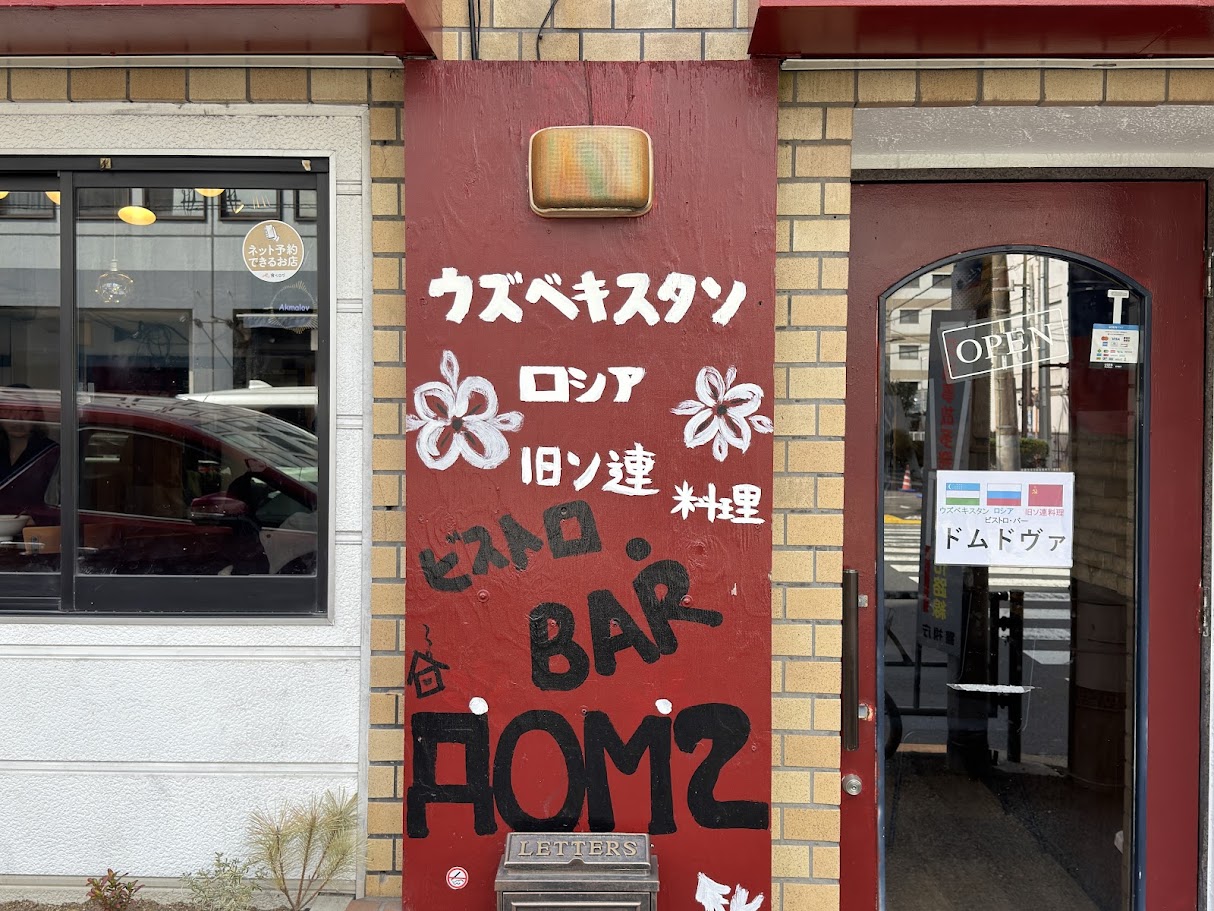 ウズベキスタン
ロシア
旧ソ連
料理
ビストロ
BAR
ДОМ2
LETTERS
ネット予約
できるお店
Akmalov
OPEN
ウズベキスタン ロシア 旧ソ連料理
ビストロ・バー
ドムドヴァ
警視庁